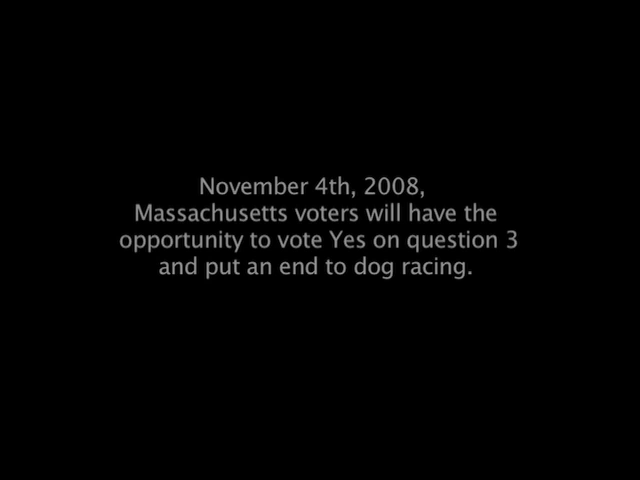 November 4th, 2008,
Massachusetts voters will have the
opportunity to vote Yes on question 3
and put an end to dog racing.